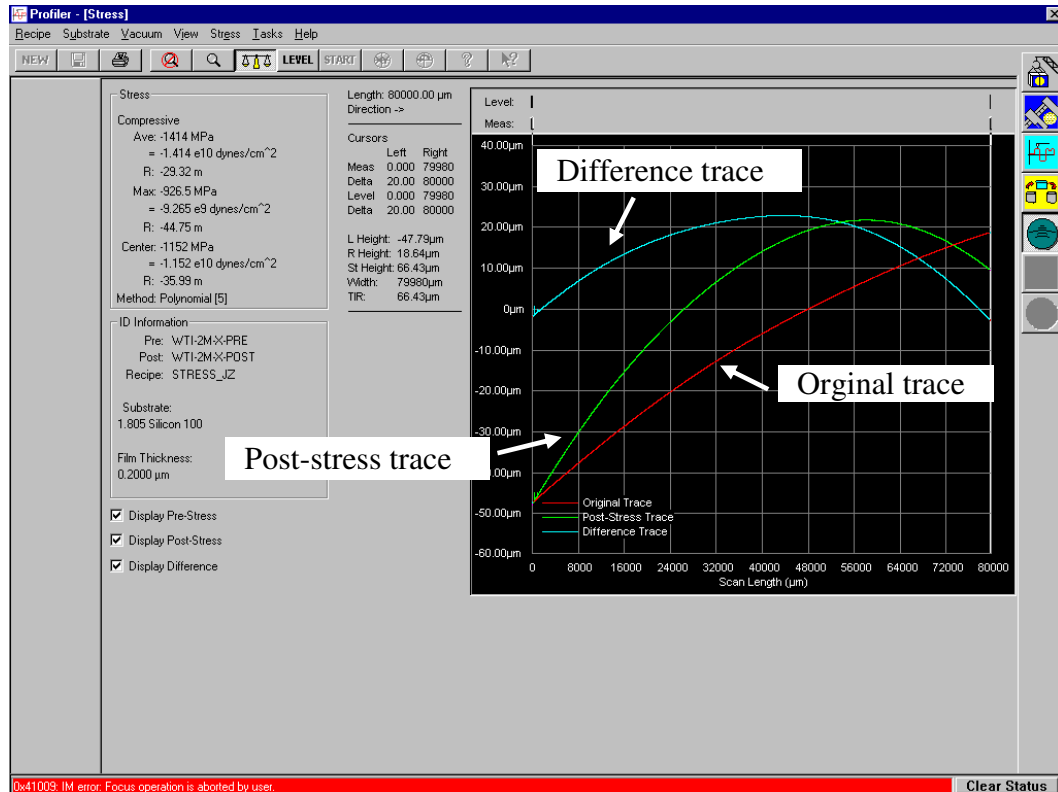 Profiler - [Stress]
Recipe Substrate Vacuum View Stress Tasks Help
NEW LEVEL START
Stress
Compressive
Ave: -1414 MPa
= -1.414 e10 dynes/cm^2
R: -29.32 m
Max: -926.5 MPa
= -9.265 e9 dynes/cm^2
R: -44.75 m
Center: -1152 MPa
= -1.152 e10 dynes/cm^2
R: -35.99 m
Method: Polynomial [5]
ID Information
Pre: WTI-2M-X-PRE
Post: WTI-2M-X-POST
Recipe: STRESS_JZ
Substrate:
1.805 Silicon 100
Film Thickness:
0.2000 µm
Display Pre-Stress
Display Post-Stress
Display Difference
Length: 80000.00 µm
Direction ->
Cursors
Left Right
Meas 0.000 79980
Delta 20.00 80000
Level 0.000 79980
Delta 20.00 80000
L Height: -47.79µm
R Height: 18.64µm
St Height: 66.43µm
Width: 79980µm
TIR: 66.43µm
Level:
Meas:
40.00µm
30.00µm
20.00µm
10.00µm
0µm
-10.00µm
-20.00µm
-30.00µm
0.00µm
-50.00µm
-60.00µm
Difference trace
Orginal trace
Post-stress trace
Original Trace
Post-Stress Trace
Difference Trace
0 8000 16000 24000 32000 40000 48000 56000 64000 72000 80000
Scan Length (µm)
0x41009: IM error: Focus operation is aborted by user.
Clear Status